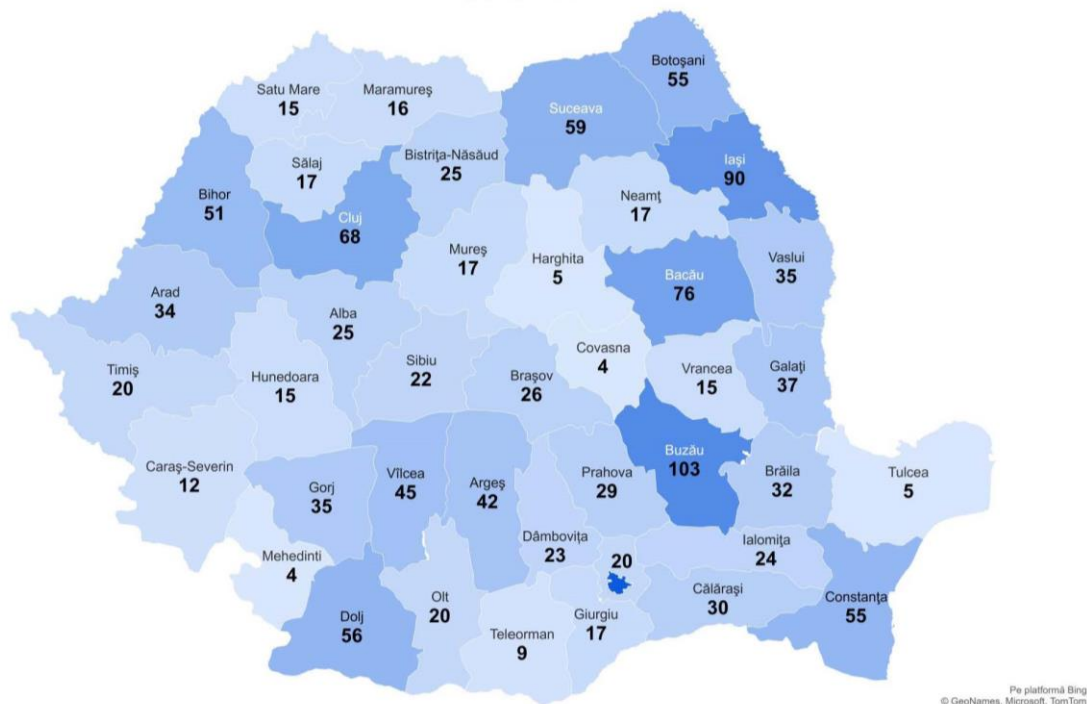 Botoşani
55
Satu Mare
15
Maramureş
16
Suceava
59
Iaşi
90
Bistriţa-Năsăud
25
Sălaj
17
Bihor
51
Neamţ
17
Cluj
68
Mureş
17
Harghita
5
Vaslui
35
Bacău
76
Arad
34
Alba
25
Covasna
4
Sibiu
22
Timiş
20
Hunedoara
15
Braşov
26
Vrancea
15
Galaţi
37
Buzău
103
Caraş-Severin
12
Gorj
35
Vîlcea
45
Argeş
42
Prahova
29
Brăila
32
Tulcea
5
Dâmboviţa
23
20
Ialomiţa
24
Mehedinti
4
Călăraşi
30
Constanţa
55
Olt
20
Giurgiu
17
Dolj
56
Teleorman
9
Pe platformă Bing
© GeoNames, Microsoft, TomTom